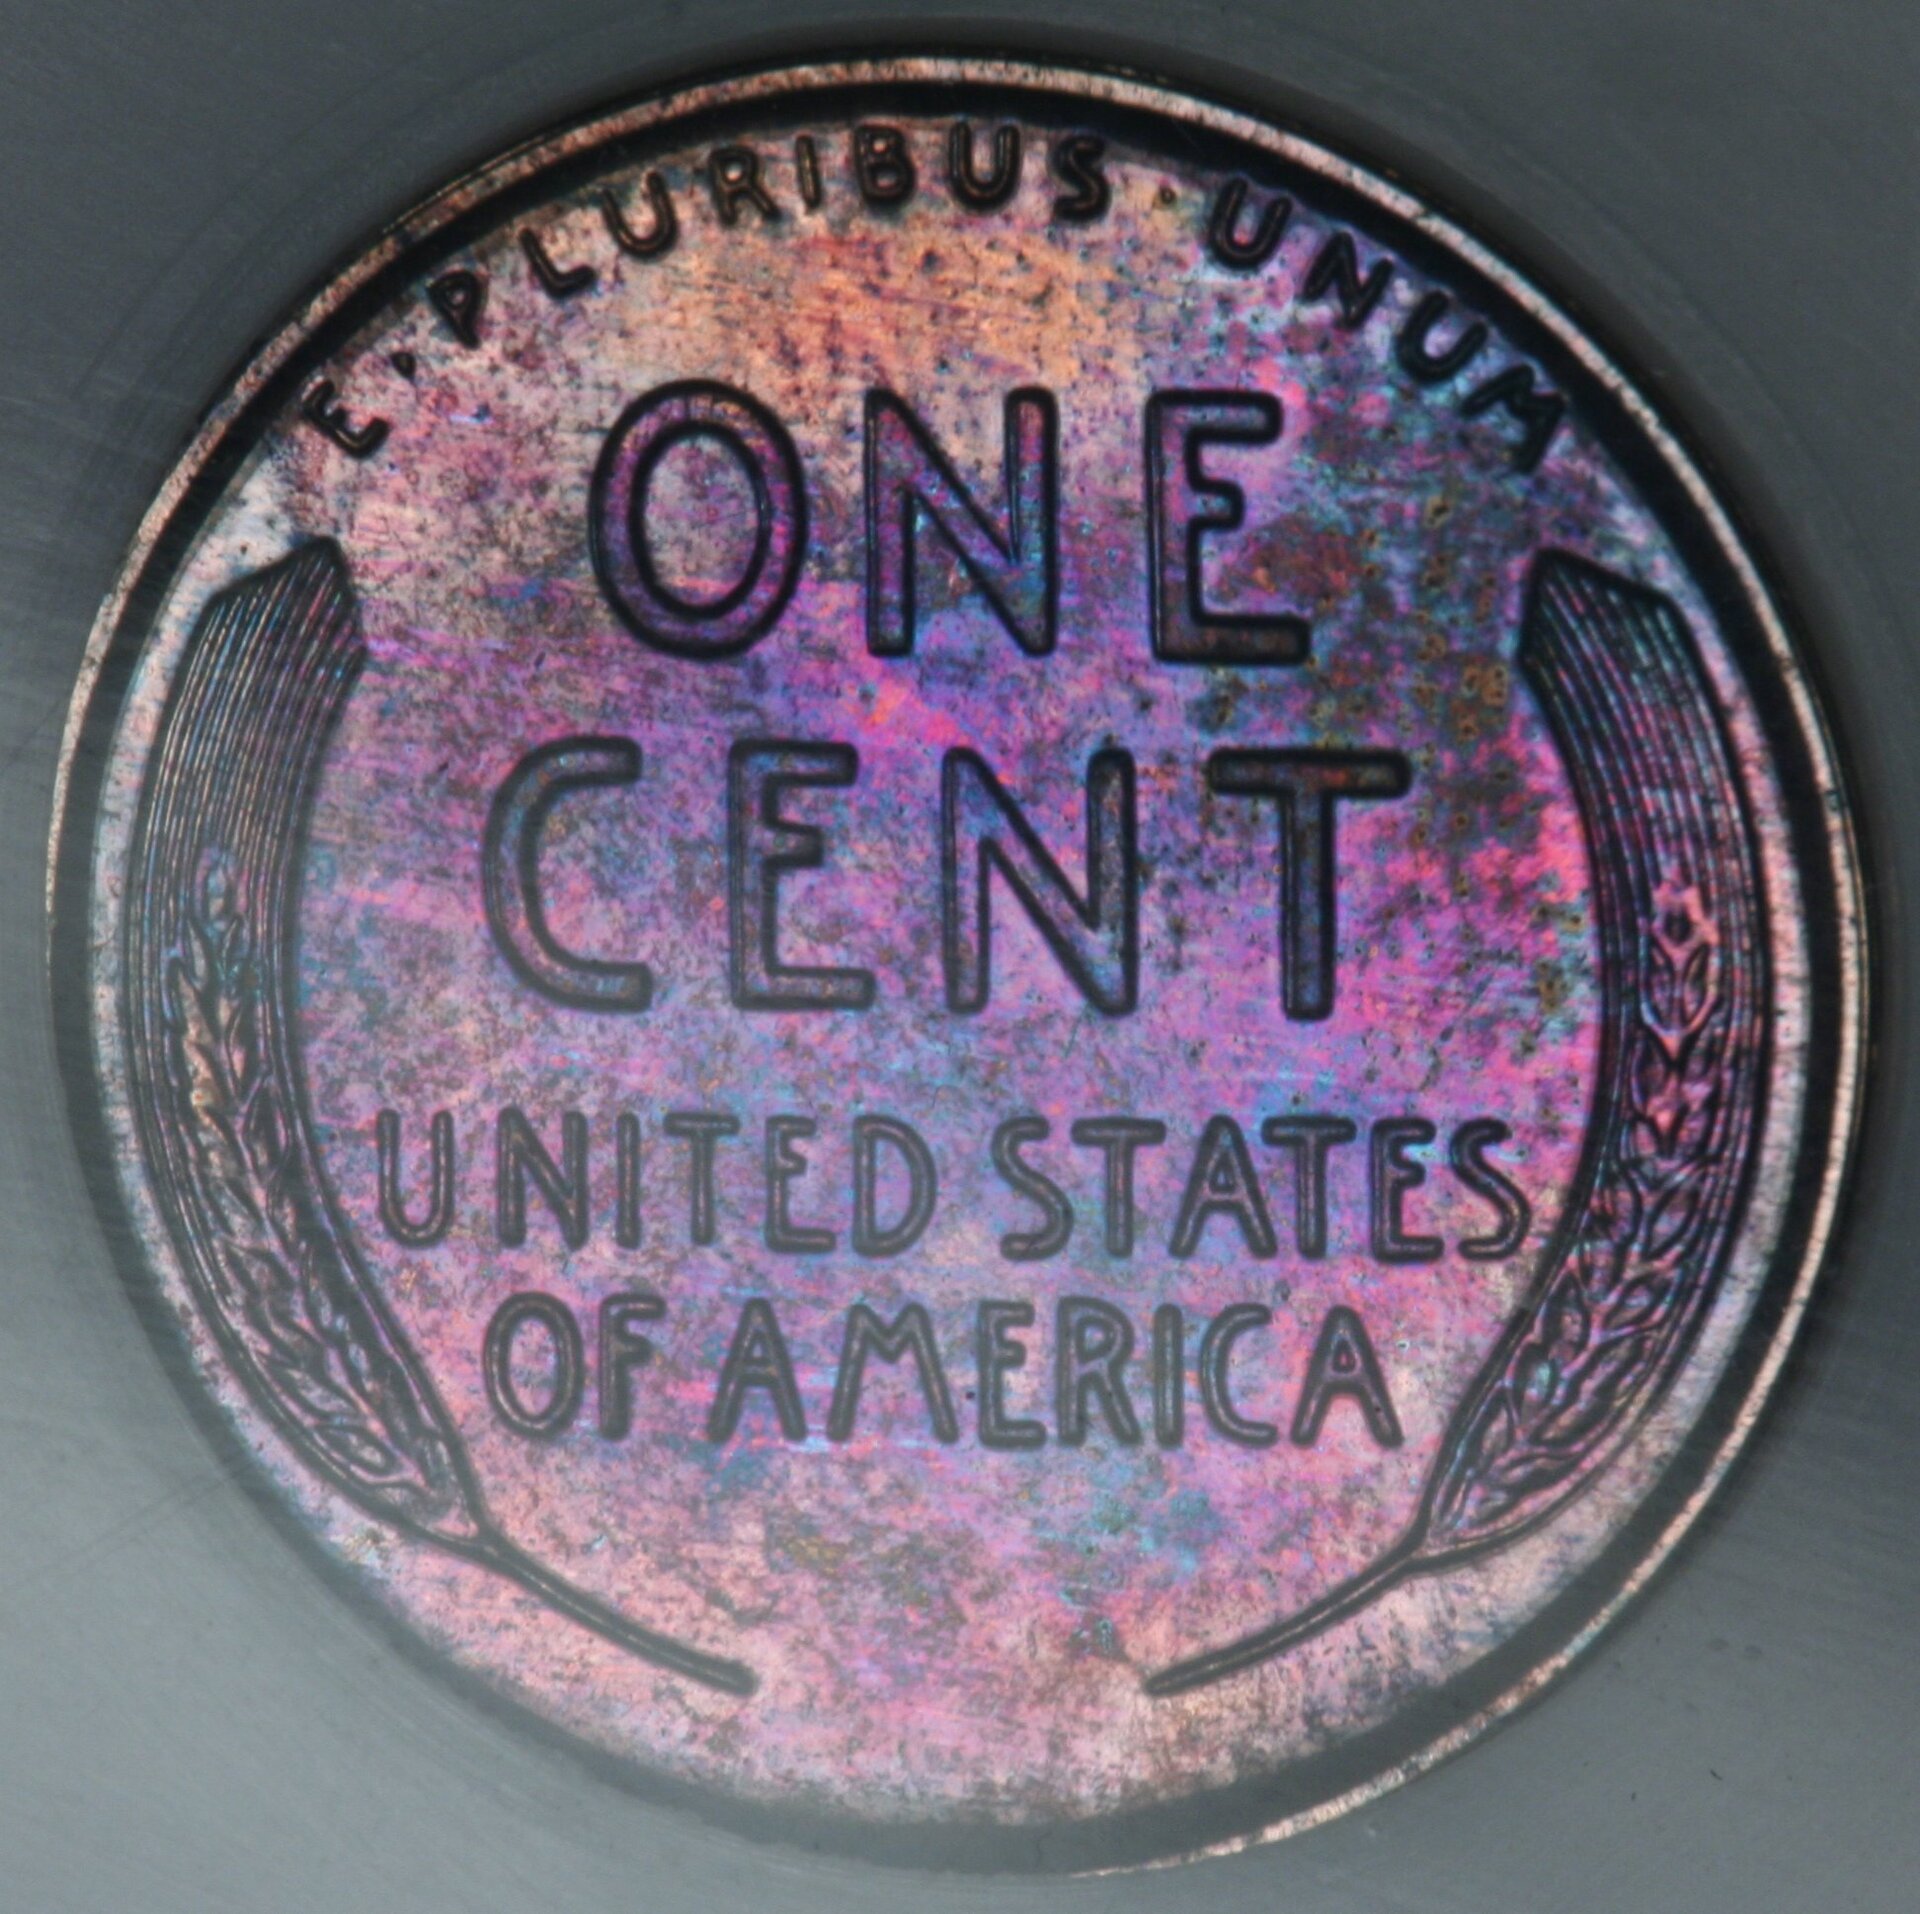 E·PLURIBUS·UNUM
ONE
CENT
UNITED STATES
OF AMERICA